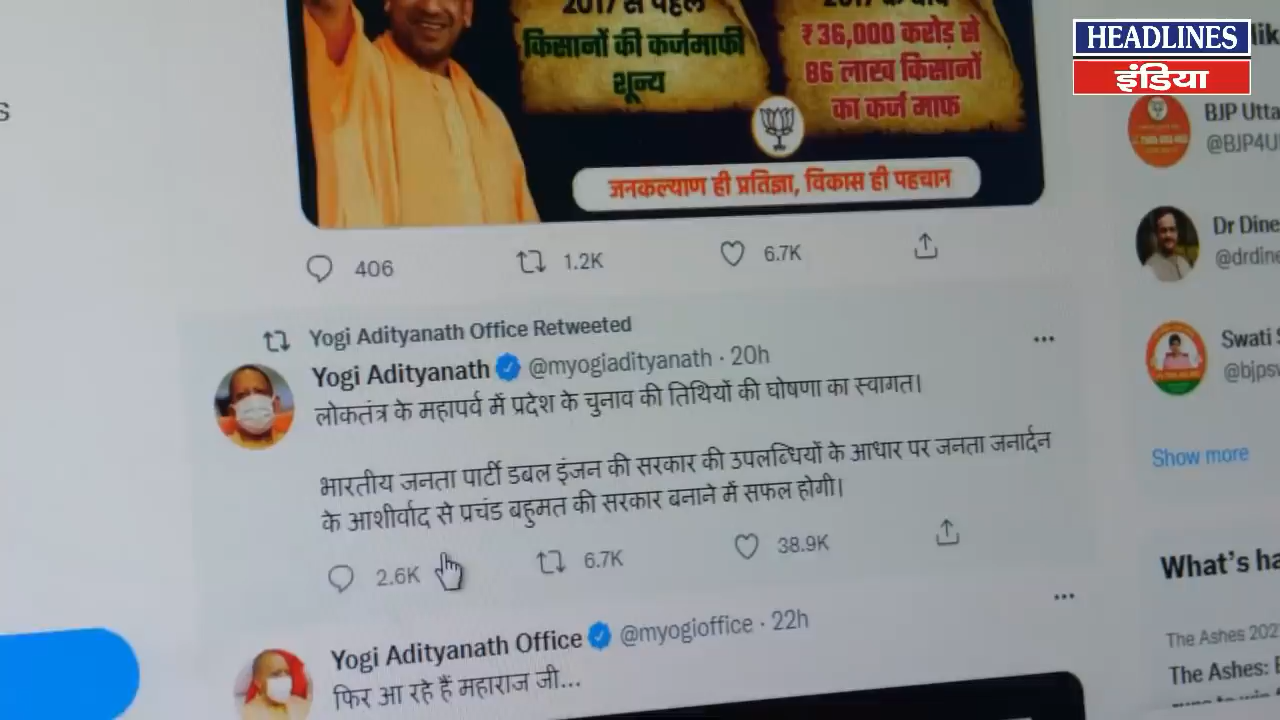 HEADLINES
इंडिया
2017 से पहले
किसानों की कर्जमाफी
शून्य
₹36,000 करोड़ से
86 लाख किसानों
का कर्ज माफ
जनकल्याण ही प्रतिज्ञा, विकास ही पहचान
406 1.2K 6.7K
Yogi Adityanath Office Retweeted
Yogi Adityanath @myogiadityanath · 20h
लोकतंत्र के महापर्व में प्रदेश के चुनाव की तिथियों की घोषणा का स्वागत।
भारतीय जनता पार्टी डबल इंजन की सरकार की उपलब्धियों के आधार पर जनता जनार्दन
के आशीर्वाद से प्रचंड बहुमत की सरकार बनाने में सफल होगी।
2.6K 6.7K 38.9K
Yogi Adityanath Office @myogioffice · 22h
फिर आ रहे हैं महाराज जी...
BJP Utta
@BJP4U
Dr Dine
@drdine
Swati S
@bjpsw
Show more
What's ha
The Ashes 202
The Ashes: E